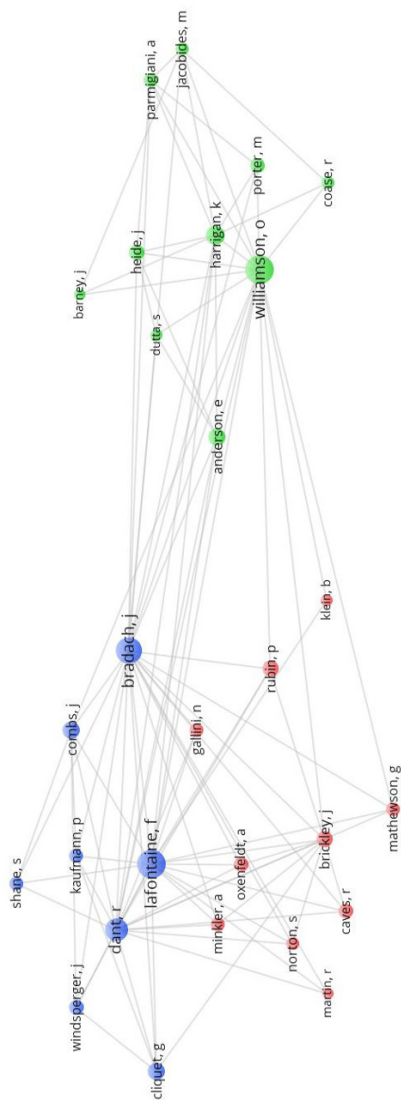 jacobides, m
parmigiani, a
porter, m
coase, r
harrigan, k
heide, j
williamson, o
barney, j
dutta, s
anderson, e
klein, b
bradach, j
rubin, p
combs, j
gallini, n
mathewson, g
kaufmann, p
lafontaine, f
oxenfeldt, a
brickley, j
shane, s
dant, r
minkler, a
caves, r
norton, s
martin, r
windsperger, j
cliquet, g